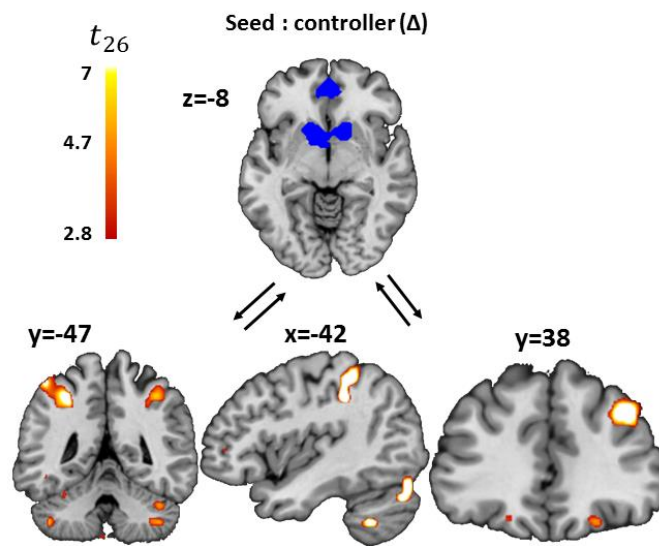 Seed : controller (Δ)
t₂₆
7
4.7
2.8
z=-8
y=-47
x=-42
y=38